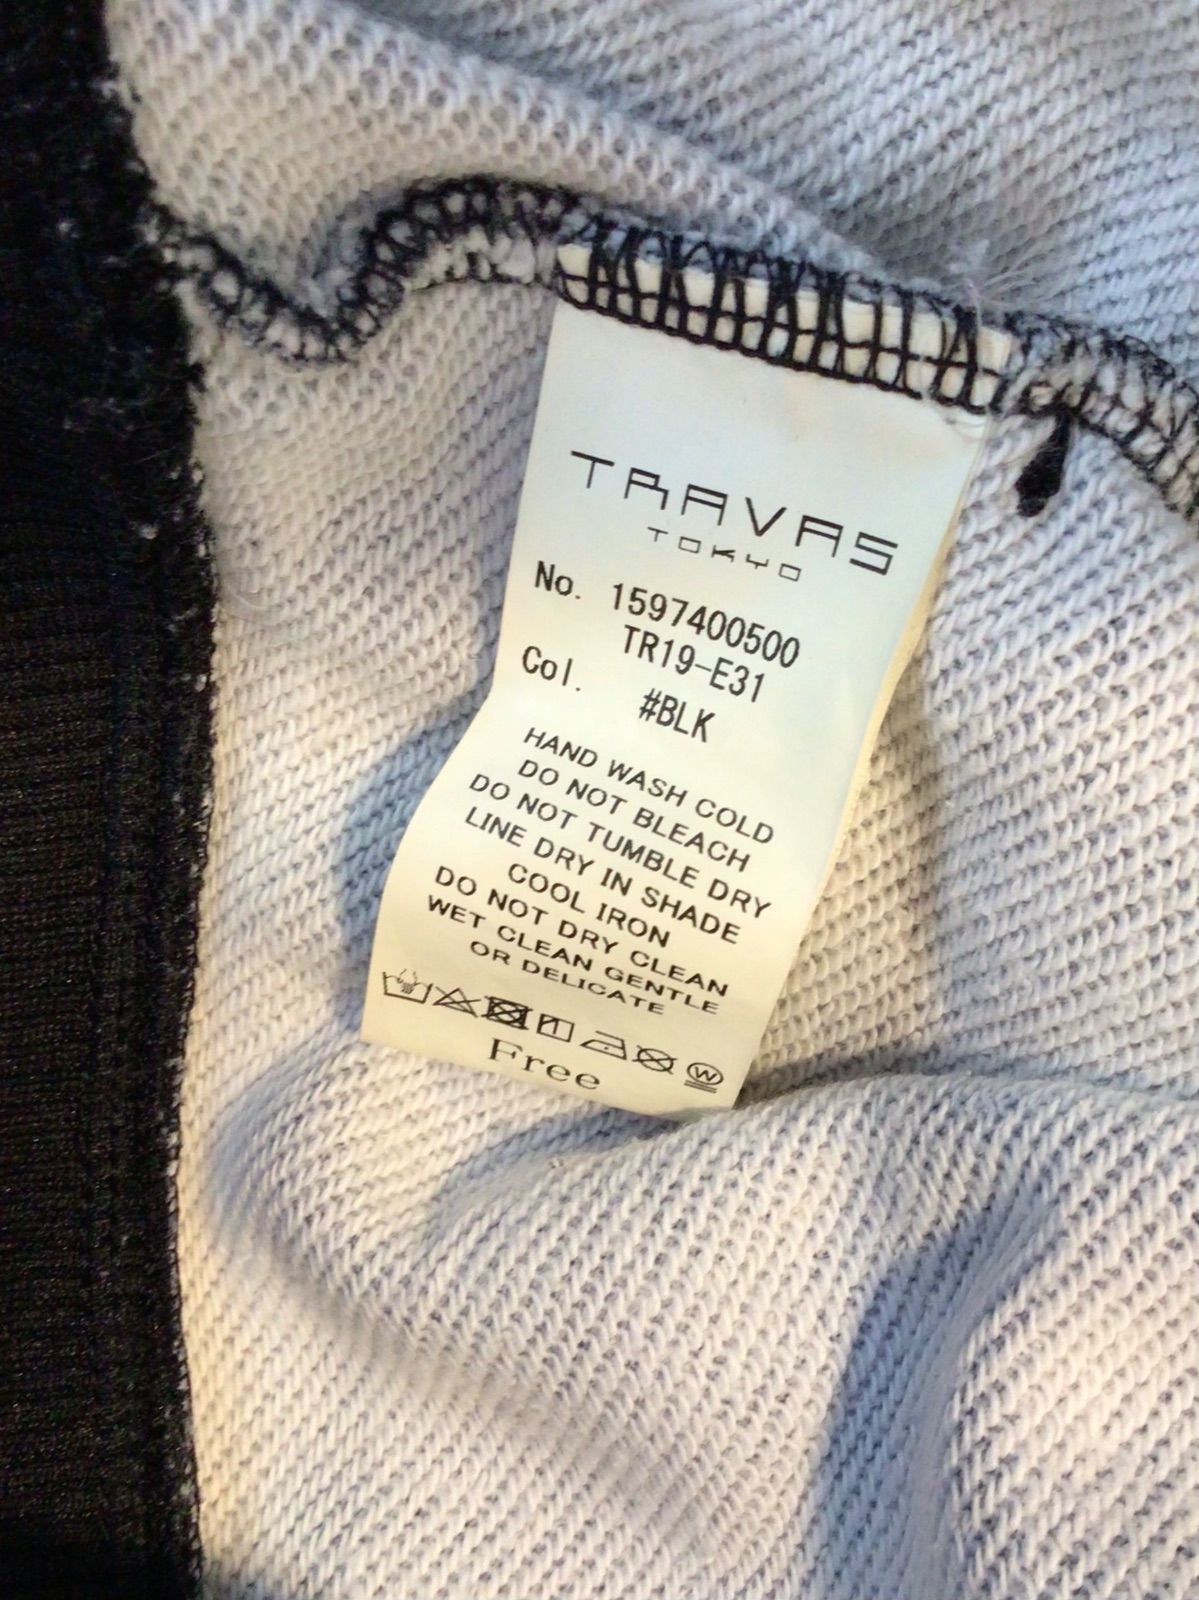 TRAVAS
TOKYO
No. 1597400500
TR19-E31
Col. #BLK
HAND WASH COLD
DO NOT BLEACH
DO NOT TUMBLE DRY
LINE DRY IN SHADE
COOL IRON
DO NOT DRY CLEAN
WET CLEAN GENTLE
OR DELICATE
W
Free